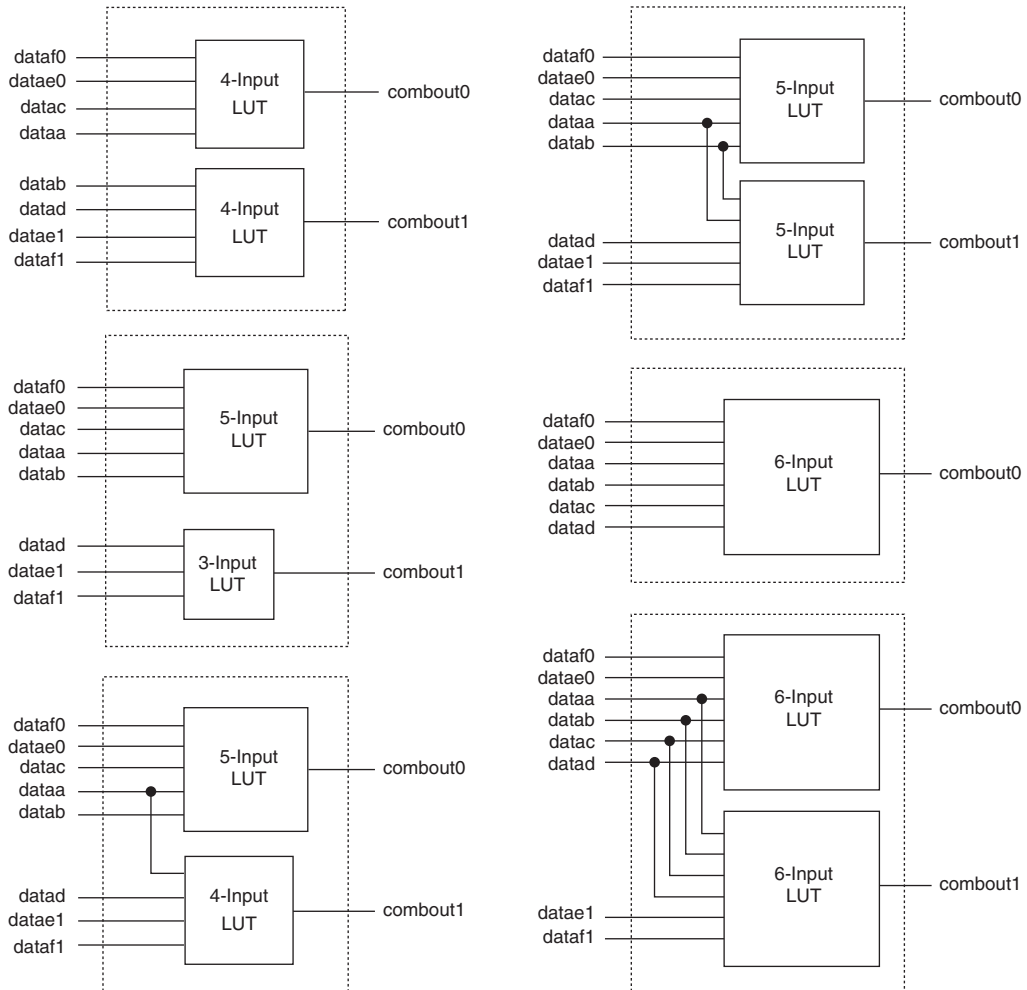 dataf0
datae0
datac
dataa
4-Input
LUT
combout0
datab
datad
datae1
dataf1
4-Input
LUT
combout1
dataf0
datae0
datac
dataa
datab
5-Input
LUT
combout0
datad
datae1
dataf1
3-Input
LUT
combout1
dataf0
datae0
datac
dataa
datab
5-Input
LUT
combout0
datad
datae1
dataf1
4-Input
LUT
combout1
dataf0
datae0
datac
dataa
datab
5-Input
LUT
combout0
datad
datae1
dataf1
5-Input
LUT
combout1
dataf0
datae0
dataa
datab
datac
datad
6-Input
LUT
combout0
dataf0
datae0
dataa
datab
datac
datad
6-Input
LUT
combout0
datae1
dataf1
6-Input
LUT
combout1